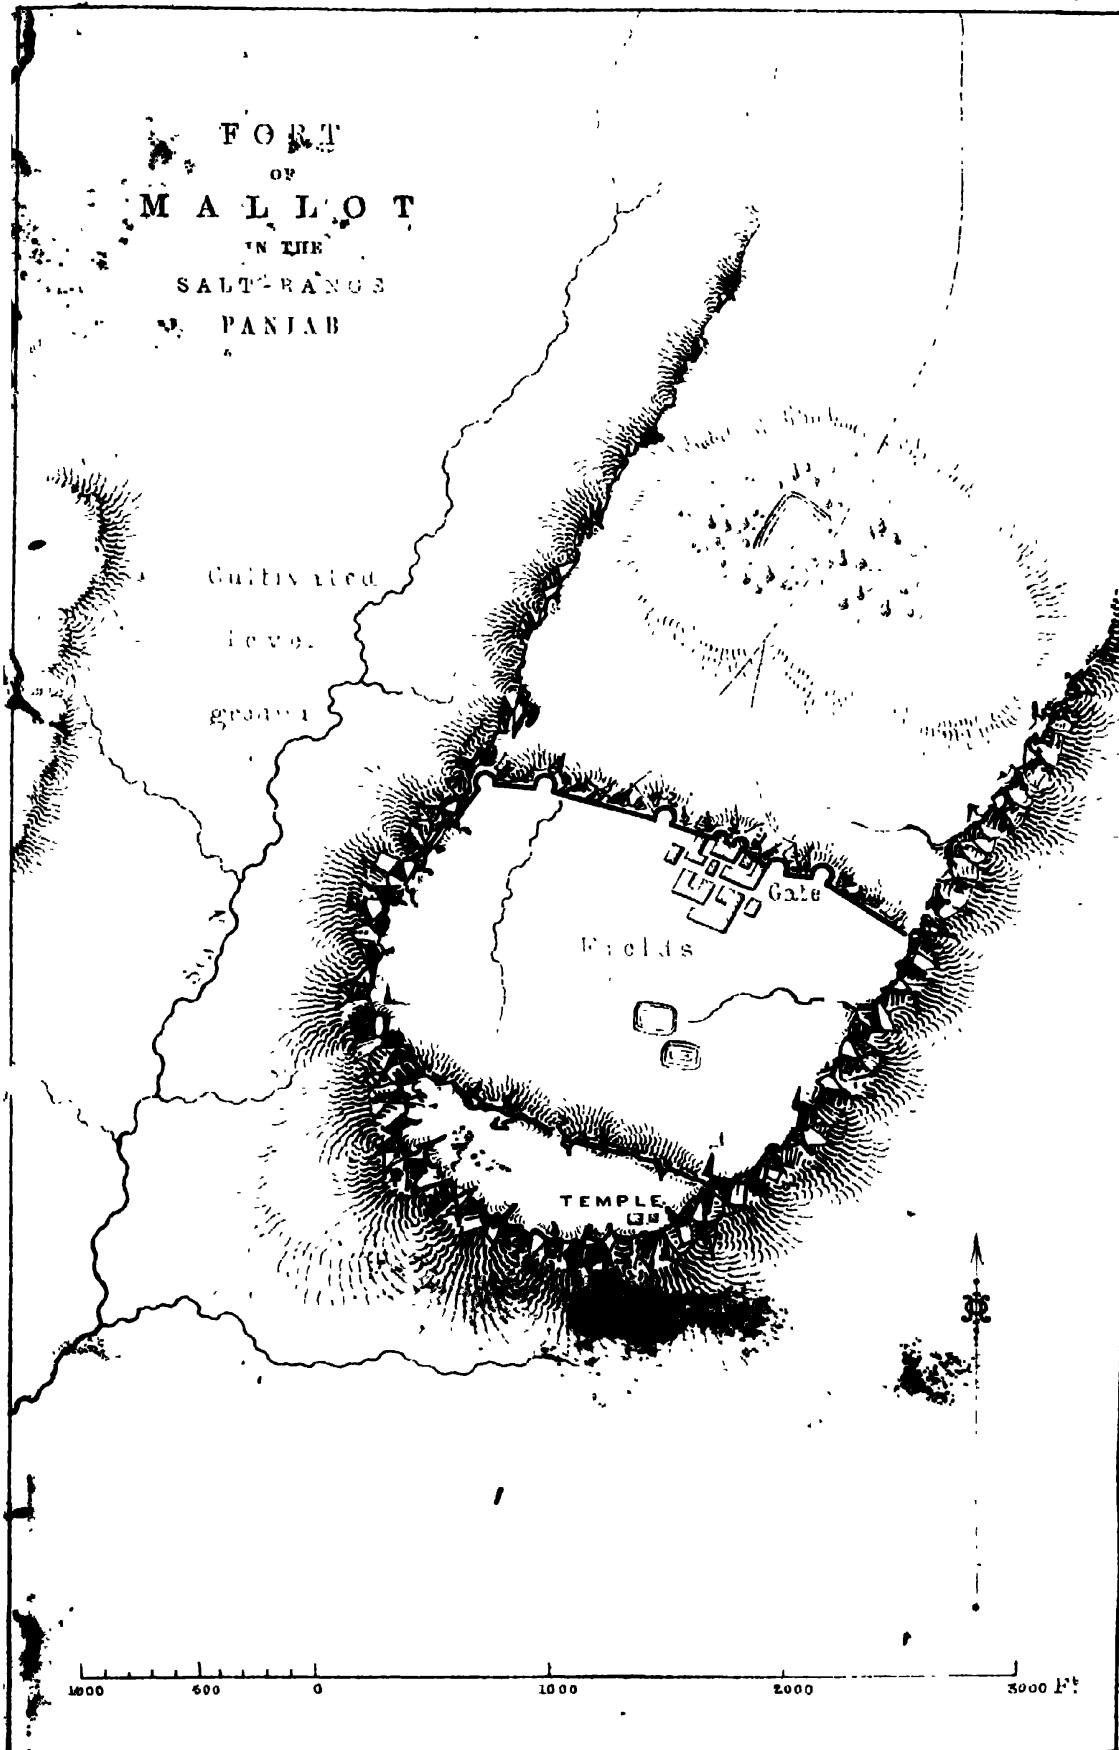 FORT
OF
MALLOT
IN THE
SALT-RANGE
PANJAB
Cultivated
level
ground
Gate
Fields
TEMPLE
1000 500 0 1000 2000 3000 Ft